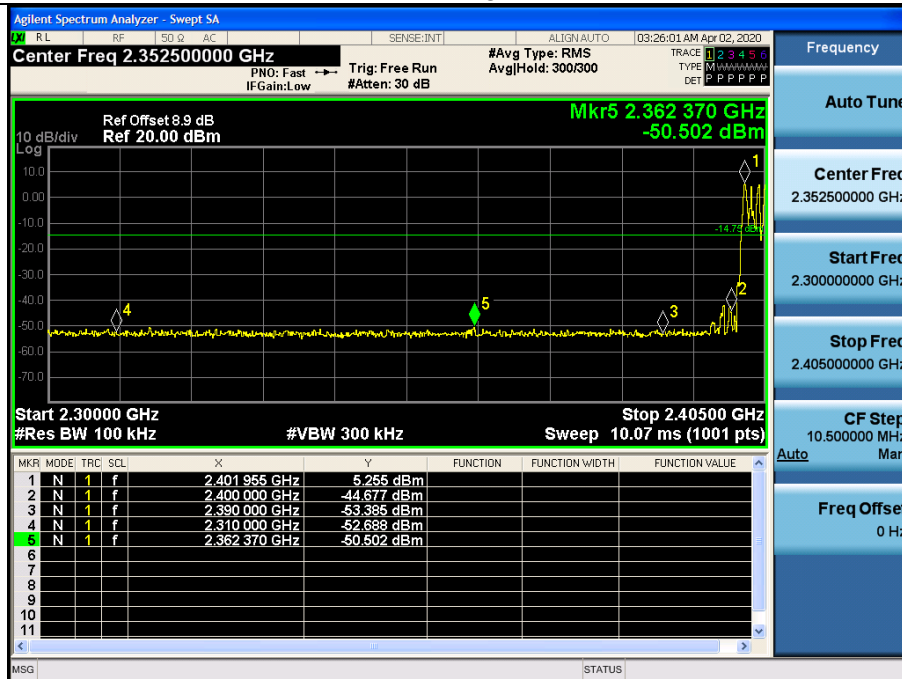 Agilent Spectrum Analyzer - Swept SA
LXI RL RF 50 Ω AC SENSE:INT ALIGN AUTO 03:26:01 AM Apr 02, 2020
Center Freq 2.352500000 GHz
PNO: Fast
IFGain:Low
Trig: Free Run
#Atten: 30 dB
#Avg Type: RMS
Avg|Hold: 300/300
TRACE 1 2 3 4 5 6
TYPE M W W W W W
DET P P P P P P
Mkr5 2.362 370 GHz
-50.502 dBm
Ref Offset 8.9 dB
10 dB/div Ref 20.00 dBm
Log
10.0
0.00
-10.0
-20.0
-30.0
-40.0
-50.0
-60.0
-70.0
1
-14.75 dBm
2
3
4
5
Start 2.30000 GHz Stop 2.40500 GHz
#Res BW 100 kHz #VBW 300 kHz Sweep 10.07 ms (1001 pts)
MKR MODE TRC SCL X Y FUNCTION FUNCTION WIDTH FUNCTION VALUE
1 N 1 f 2.401 955 GHz 5.255 dBm
2 N 1 f 2.400 000 GHz -44.677 dBm
3 N 1 f 2.390 000 GHz -53.385 dBm
4 N 1 f 2.310 000 GHz -52.688 dBm
5 N 1 f 2.362 370 GHz -50.502 dBm
6
7
8
9
10
11
MSG STATUS
Frequency
Auto Tune
Center Freq
2.352500000 GHz
Start Freq
2.300000000 GHz
Stop Freq
2.405000000 GHz
CF Step
10.500000 MHz
Auto Man
Freq Offset
0 Hz